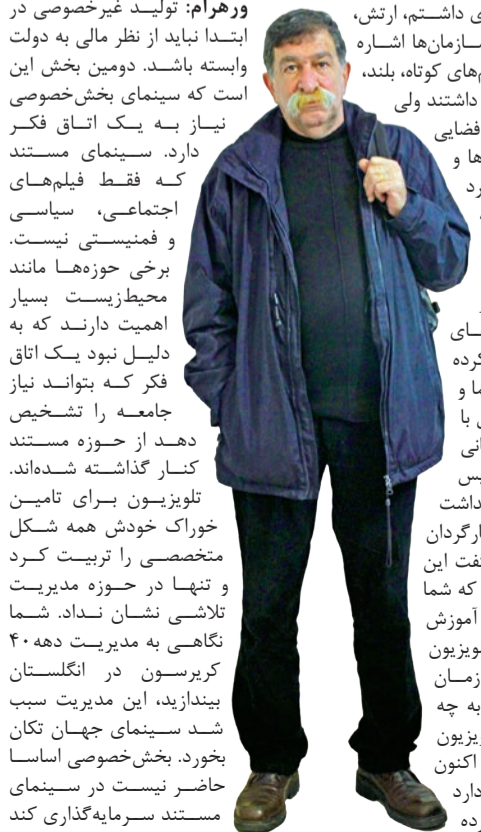 ی داشتم، ارتش،
سازمان‌ها اشاره
م‌های کوتاه، بلند،
داشتند ولی
فضایی
ها و
رد
ـای
کرده
ما و
ی با
انی
یس
داشت
ارگردان
گفت این
که شما
آموزش
ویزیون
زمان
به چه
ویزیون
اکنون
دارد
رده
ورهرام: تولید غیرخصوصی در
ابتدا نباید از نظر مالی به دولت
وابسته باشد. دومین بخش این
است که سینمای بخش‌خصوصی
نیاز به یک اتاق فکر
دارد. سینمای مستند
که فقط فیلم‌های
اجتماعی، سیاسی
و فمنیستی نیست.
برخی حوزه‌ها مانند
محیط‌زیست بسیار
اهمیت دارند که به
دلیل نبود یک اتاق
فکر که بتواند نیاز
جامعه را تشخیص
دهد از حوزه مستند
کنار گذاشته شده‌اند.
تلویزیون برای تامین
خوراک خودش همه شکل
متخصصی را تربیت کرد
و تنها در حوزه مدیریت
تلاشی نشان نداد. شما
نگاهی به مدیریت دهه ۴۰
کریرسون در انگلستان
بیندازید، این مدیریت سبب
شد سینمای جهان تکان
بخورد. بخش‌خصوصی اساسا
حاضر نیست در سینمای
مستند سرمایه‌گذاری کند